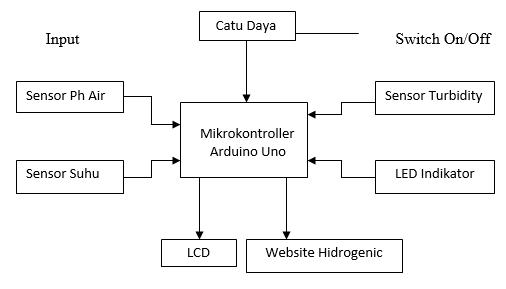 Catu Daya
Input
Switch On/Off
Sensor Ph Air
Sensor Turbidity
Mikrokontroller
Arduino Uno
Sensor Suhu
LED Indikator
LCD
Website Hidrogenic